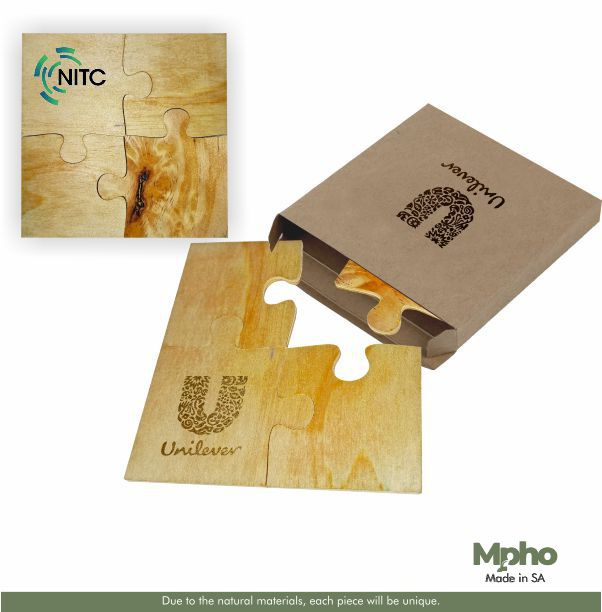 NITC
Unilever
Unilever
Mpho
Made in SA
Due to the natural materials, each piece will be unique.